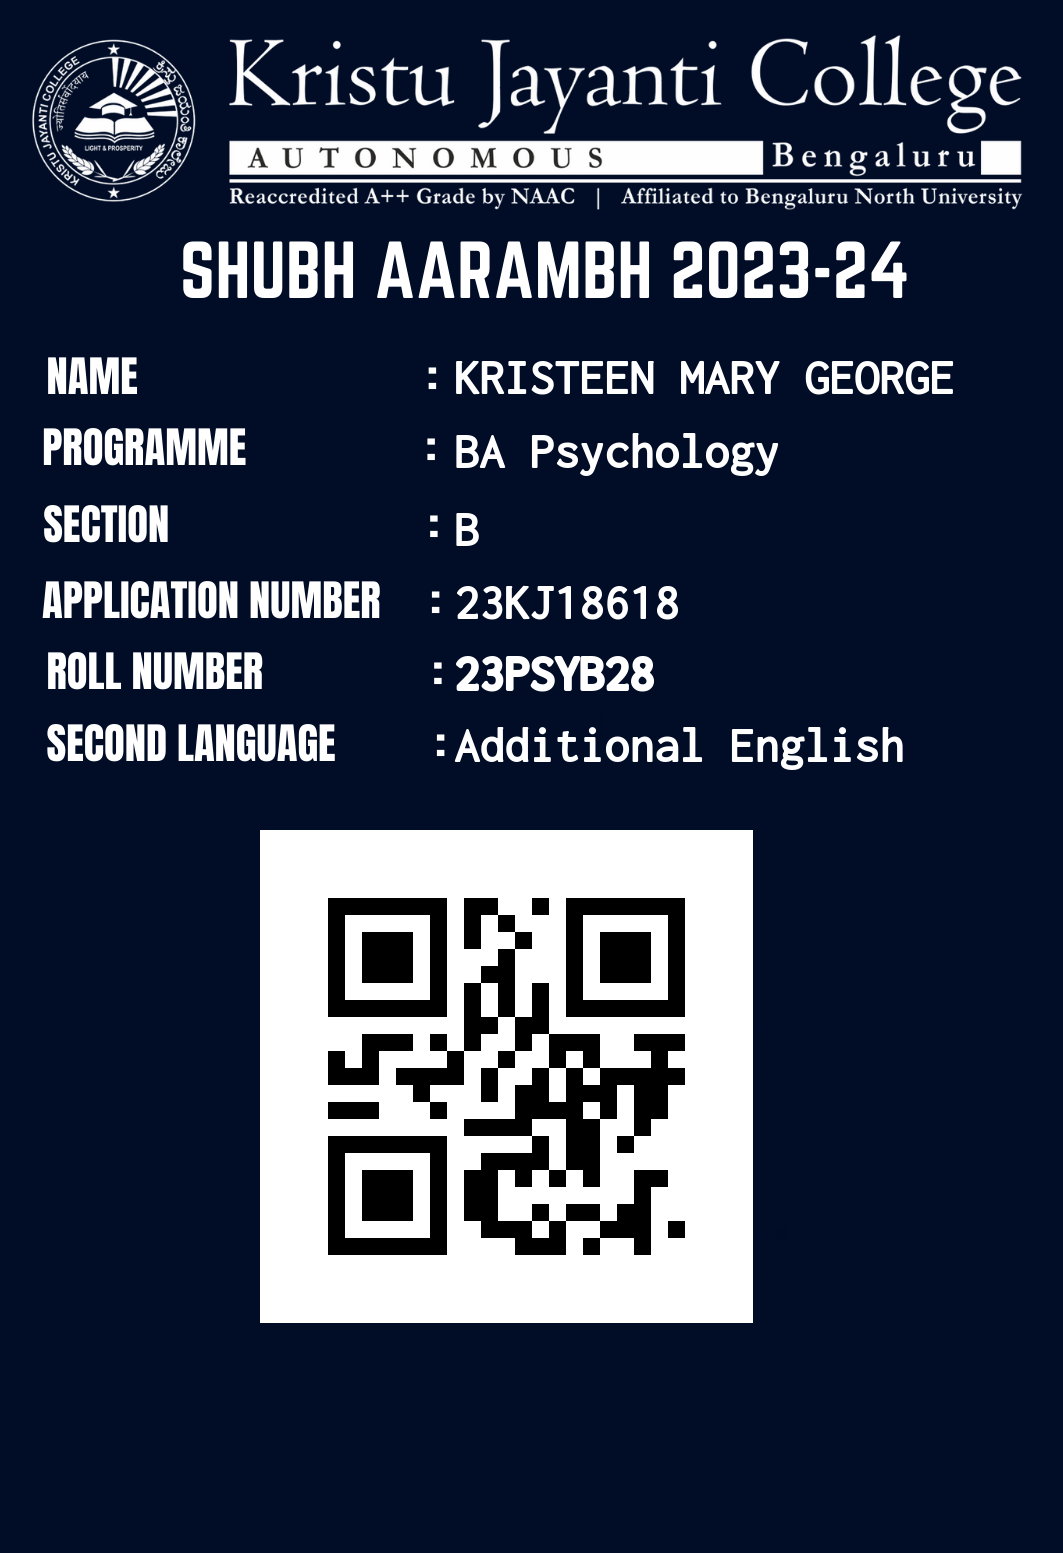 Kristu Jayanti College
AUTONOMOUS Bengaluru
Reaccredited A++ Grade by NAAC | Affiliated to Bengaluru North University
KRISTU JAYANTI COLLEGE
ಕ್ರಿಸ್ತು ಜಯಂತಿ ಕಾಲೇಜು
LIGHT & PROSPERITY
SHUBH AARAMBH 2023-24
NAME : KRISTEEN MARY GEORGE
PROGRAMME : BA Psychology
SECTION : B
APPLICATION NUMBER : 23KJ18618
ROLL NUMBER : 23PSYB28
SECOND LANGUAGE : Additional English